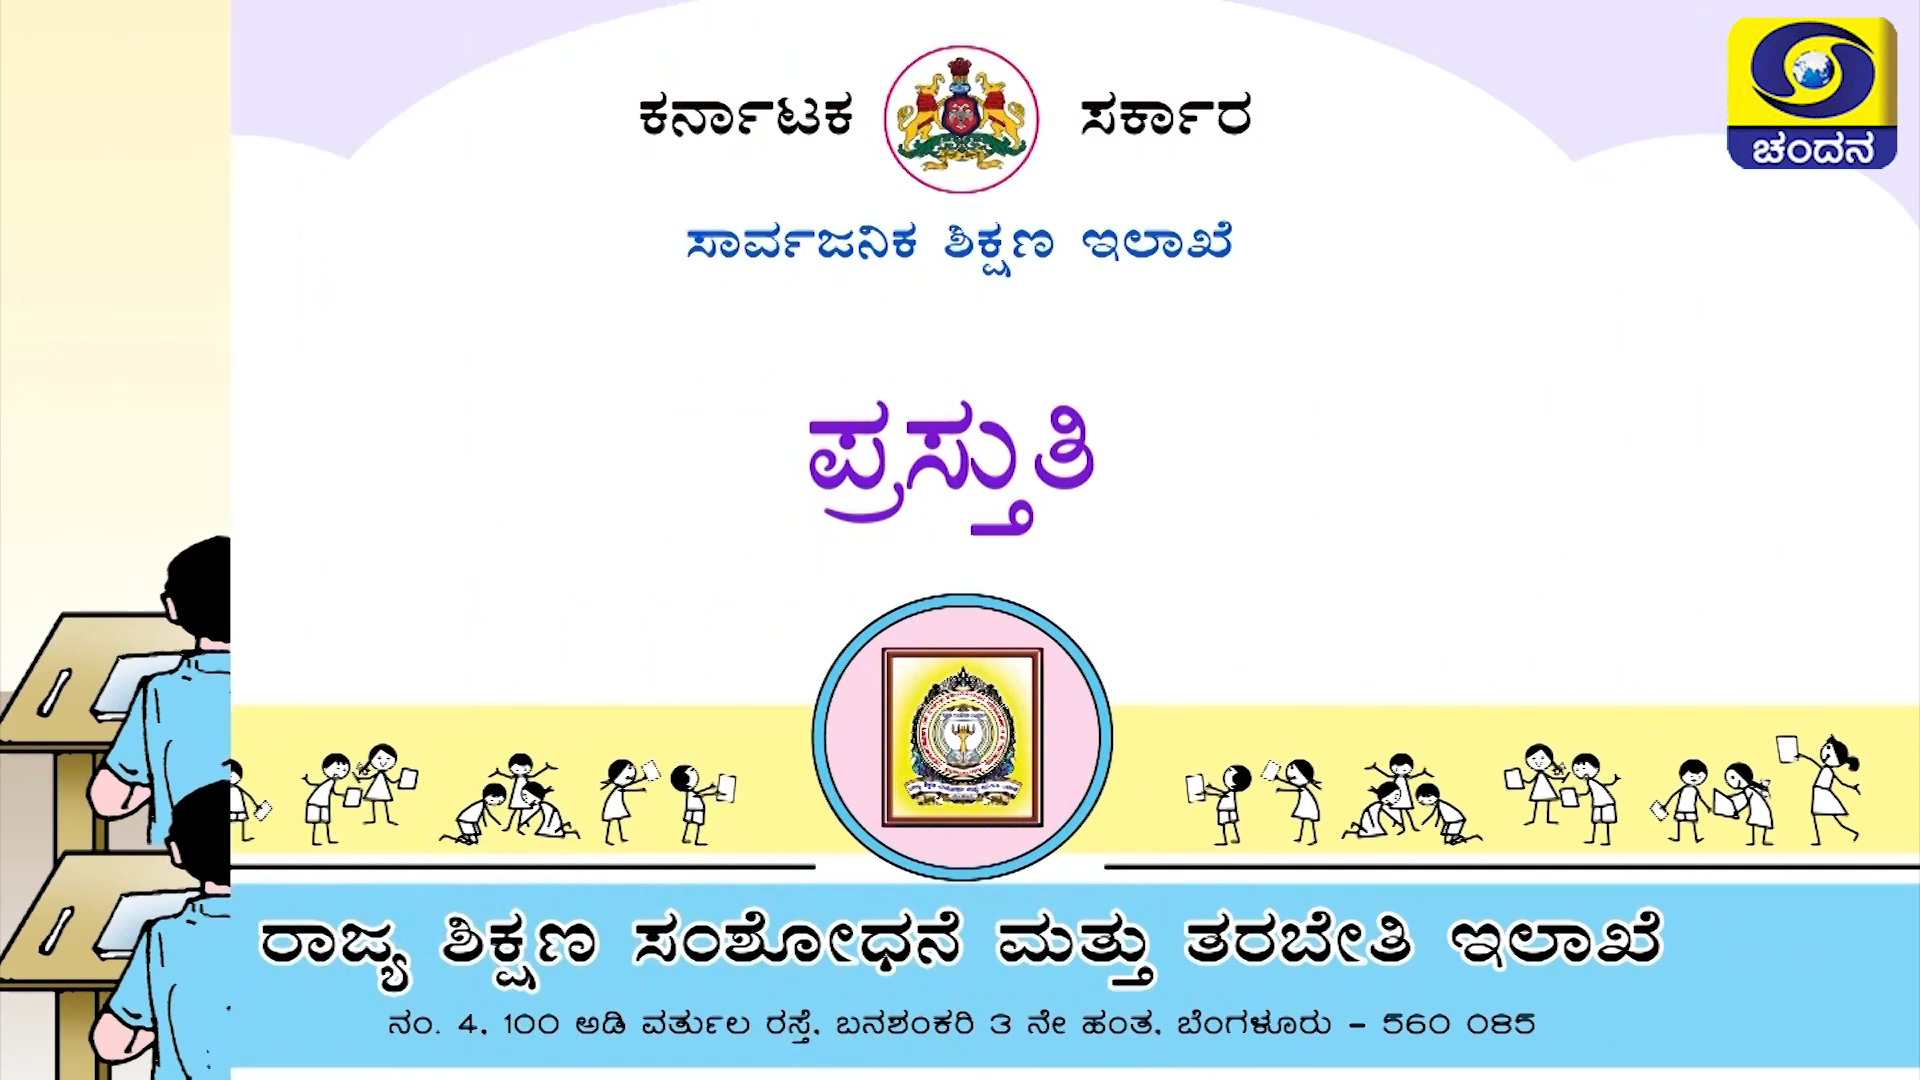 ಕರ್ನಾಟಕ ಸರ್ಕಾರ
ಚಂದನ
ಸಾರ್ವಜನಿಕ ಶಿಕ್ಷಣ ಇಲಾಖೆ
ಪ್ರಸ್ತುತಿ
ರಾಜ್ಯ ಶಿಕ್ಷಣ ಸಂಶೋಧನೆ ಮತ್ತು ತರಬೇತಿ ಇಲಾಖೆ
ನಂ. 4, 100 ಅಡಿ ವರ್ತುಲ ರಸ್ತೆ, ಬನಶಂಕರಿ 3 ನೇ ಹಂತ, ಬೆಂಗಳೂರು - 560 085